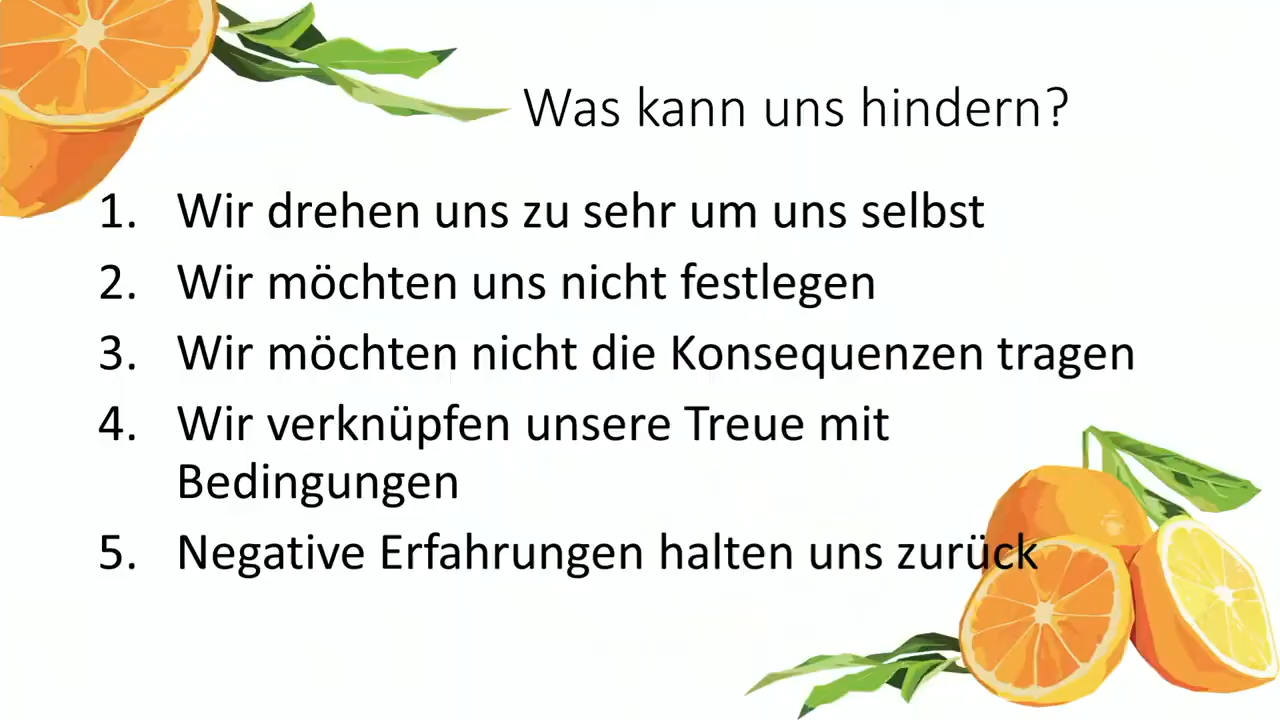 Was kann uns hindern?
1. Wir drehen uns zu sehr um uns selbst
2. Wir möchten uns nicht festlegen
3. Wir möchten nicht die Konsequenzen tragen
4. Wir verknüpfen unsere Treue mit
Bedingungen
5. Negative Erfahrungen halten uns zurück